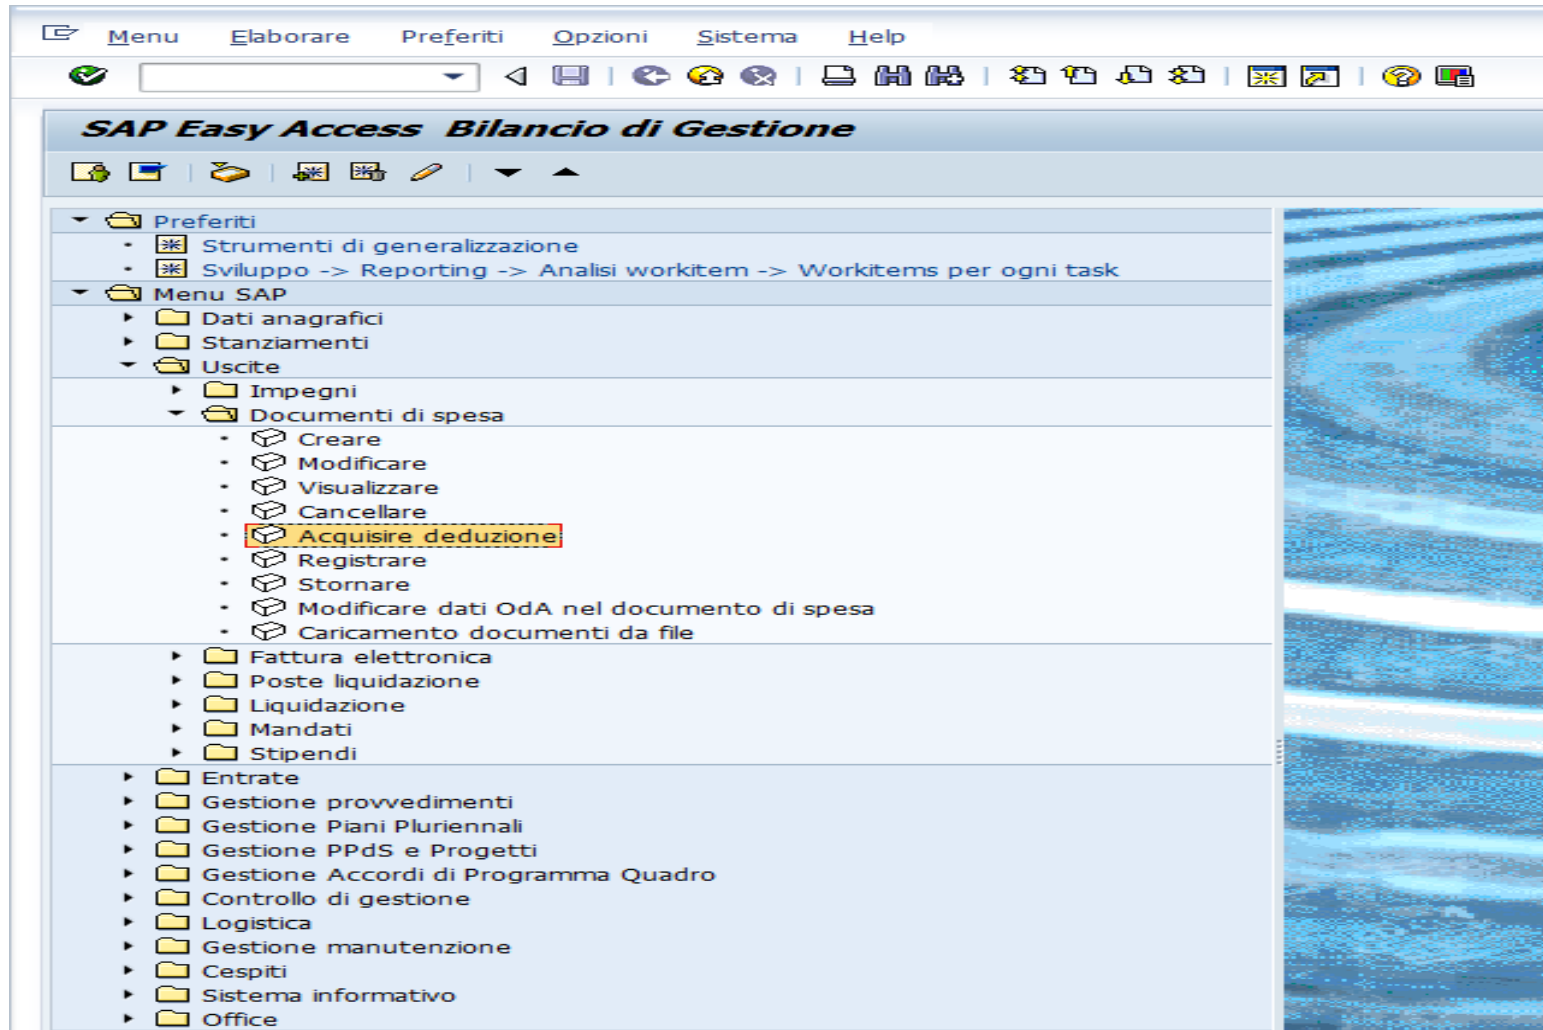 Menu Elaborare Preferiti Opzioni Sistema Help
SAP Easy Access Bilancio di Gestione
Preferiti
Strumenti di generalizzazione
Sviluppo -> Reporting -> Analisi workitem -> Workitems per ogni task
Menu SAP
Dati anagrafici
Stanziamenti
Uscite
Impegni
Documenti di spesa
Creare
Modificare
Visualizzare
Cancellare
Acquisire deduzione
Registrare
Stornare
Modificare dati OdA nel documento di spesa
Caricamento documenti da file
Fattura elettronica
Poste liquidazione
Liquidazione
Mandati
Stipendi
Entrate
Gestione provvedimenti
Gestione Piani Pluriennali
Gestione PPdS e Progetti
Gestione Accordi di Programma Quadro
Controllo di gestione
Logistica
Gestione manutenzione
Cespiti
Sistema informativo
Office